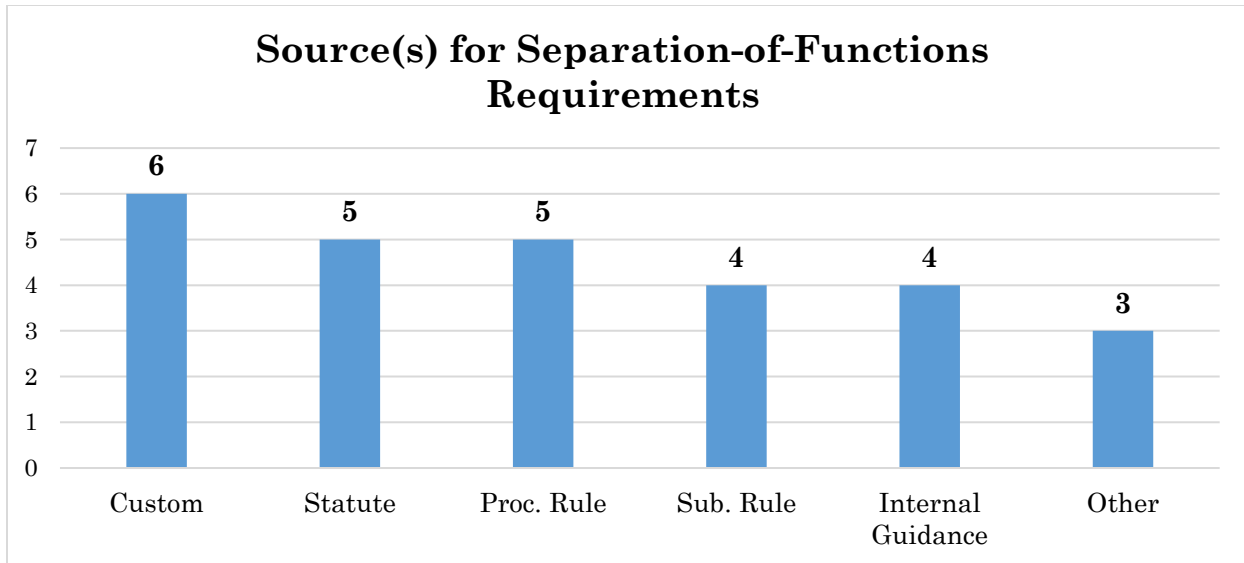 Source(s) for Separation-of-Functions
Requirements
7
6
5
4
3
2
1
0
6
5
5
4
4
3
Custom
Statute
Proc. Rule
Sub. Rule
Internal
Guidance
Other